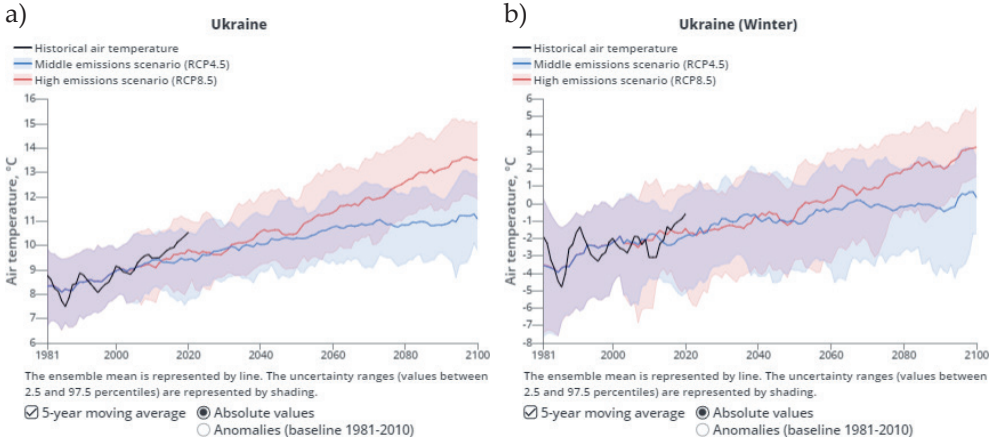 a)
Ukraine
Historical air temperature
Middle emissions scenario (RCP4.5)
High emissions scenario (RCP8.5)
Air temperature, °C
16
15
14
13
12
11
10
9
8
7
6
1981
2000
2020
2040
2060
2080
2100
The ensemble mean is represented by line. The uncertainty ranges (values between
2.5 and 97.5 percentiles) are represented by shading.
5-year moving average
Absolute values
Anomalies (baseline 1981-2010)
b)
Ukraine (Winter)
Historical air temperature
Middle emissions scenario (RCP4.5)
High emissions scenario (RCP8.5)
Air temperature, °C
6
5
4
3
2
1
0
-1
-2
-3
-4
-5
-6
-7
-8
1981
2000
2020
2040
2060
2080
2100
The ensemble mean is represented by line. The uncertainty ranges (values between
2.5 and 97.5 percentiles) are represented by shading.
5-year moving average
Absolute values
Anomalies (baseline 1981-2010)